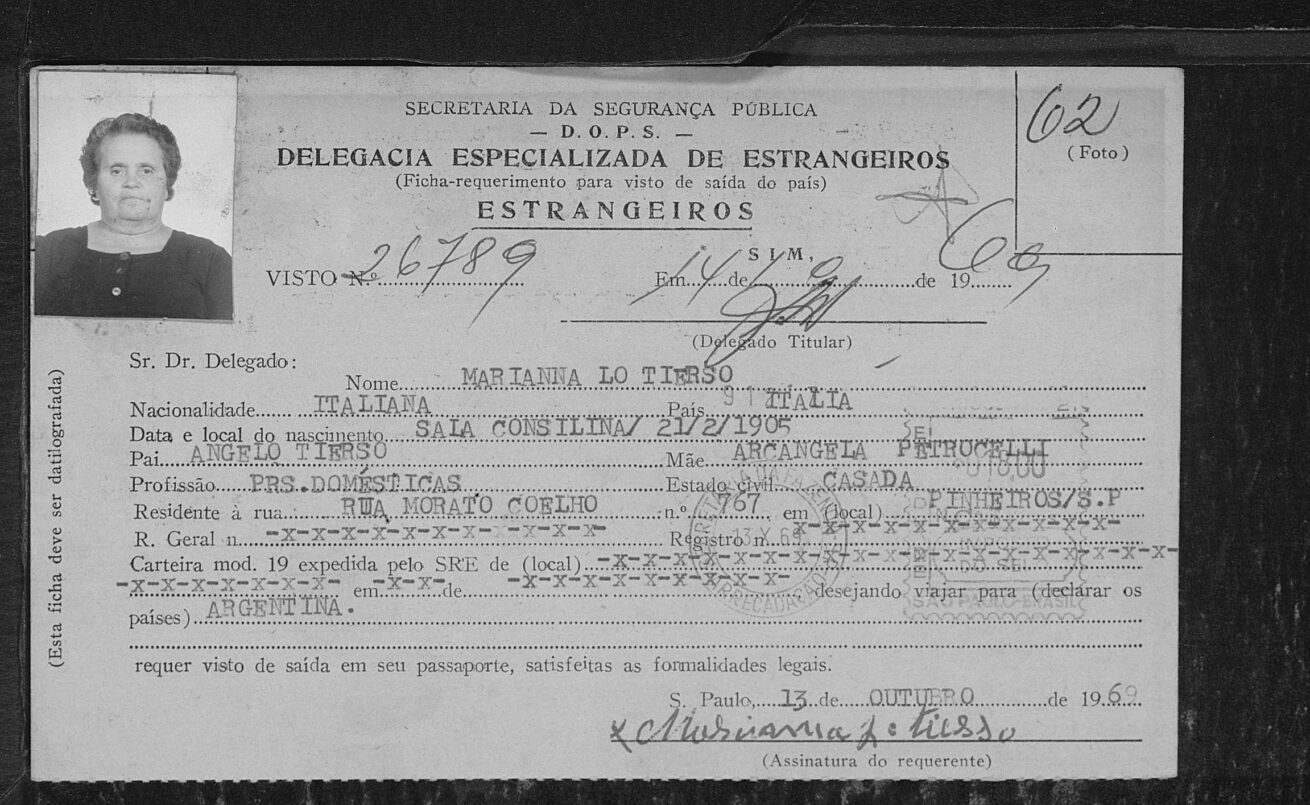 SECRETARIA DA SEGURANÇA PÚBLICA
— D. O. P. S. —
DELEGACIA ESPECIALIZADA DE ESTRANGEIROS
(Ficha-requerimento para visto de saída do país)
ESTRANGEIROS
62
(Foto)
SIM,
VISTO Nº 26789 Em 14 de de 1969
(Delegado Titular)
Sr. Dr. Delegado:
Nome MARIANNA LO TIERSO
Nacionalidade ITALIANA País ITALIA
Data e local do nascimento SALA CONSILINA/ 21/2/1905
Pai ANGELO TIERSO Mãe ARCANGELA PETROCELLI
Profissão PRS.DOMÉSTICAS Estado civil CASADA
Residente à rua RUA MORATO COELHO n.º 767 em (local) PINHEIROS/S.P
R. Geral n. -x-x-x-x-x-x-x-x-x-x-x- Registro n. x-x-x-x-x-x-x-x-x-x-x-
Carteira mod. 19 expedida pelo SRE de (local) -x-x-x-x-x-x-x-x-x-x-x-x-x-x-x-x-x-x-
-x-x-x-x-x-x-x-x- em -x-x- de -x-x-x-x-x-x-x-x-x- , desejando viajar para (declarar os
países) ARGENTINA.
requer visto de saída em seu passaporte, satisfeitas as formalidades legais.
S. Paulo, 13 de OUTUBRO de 1969
x Marianna lo tierso
(Assinatura do requerente)
(Esta ficha deve ser datilografada)